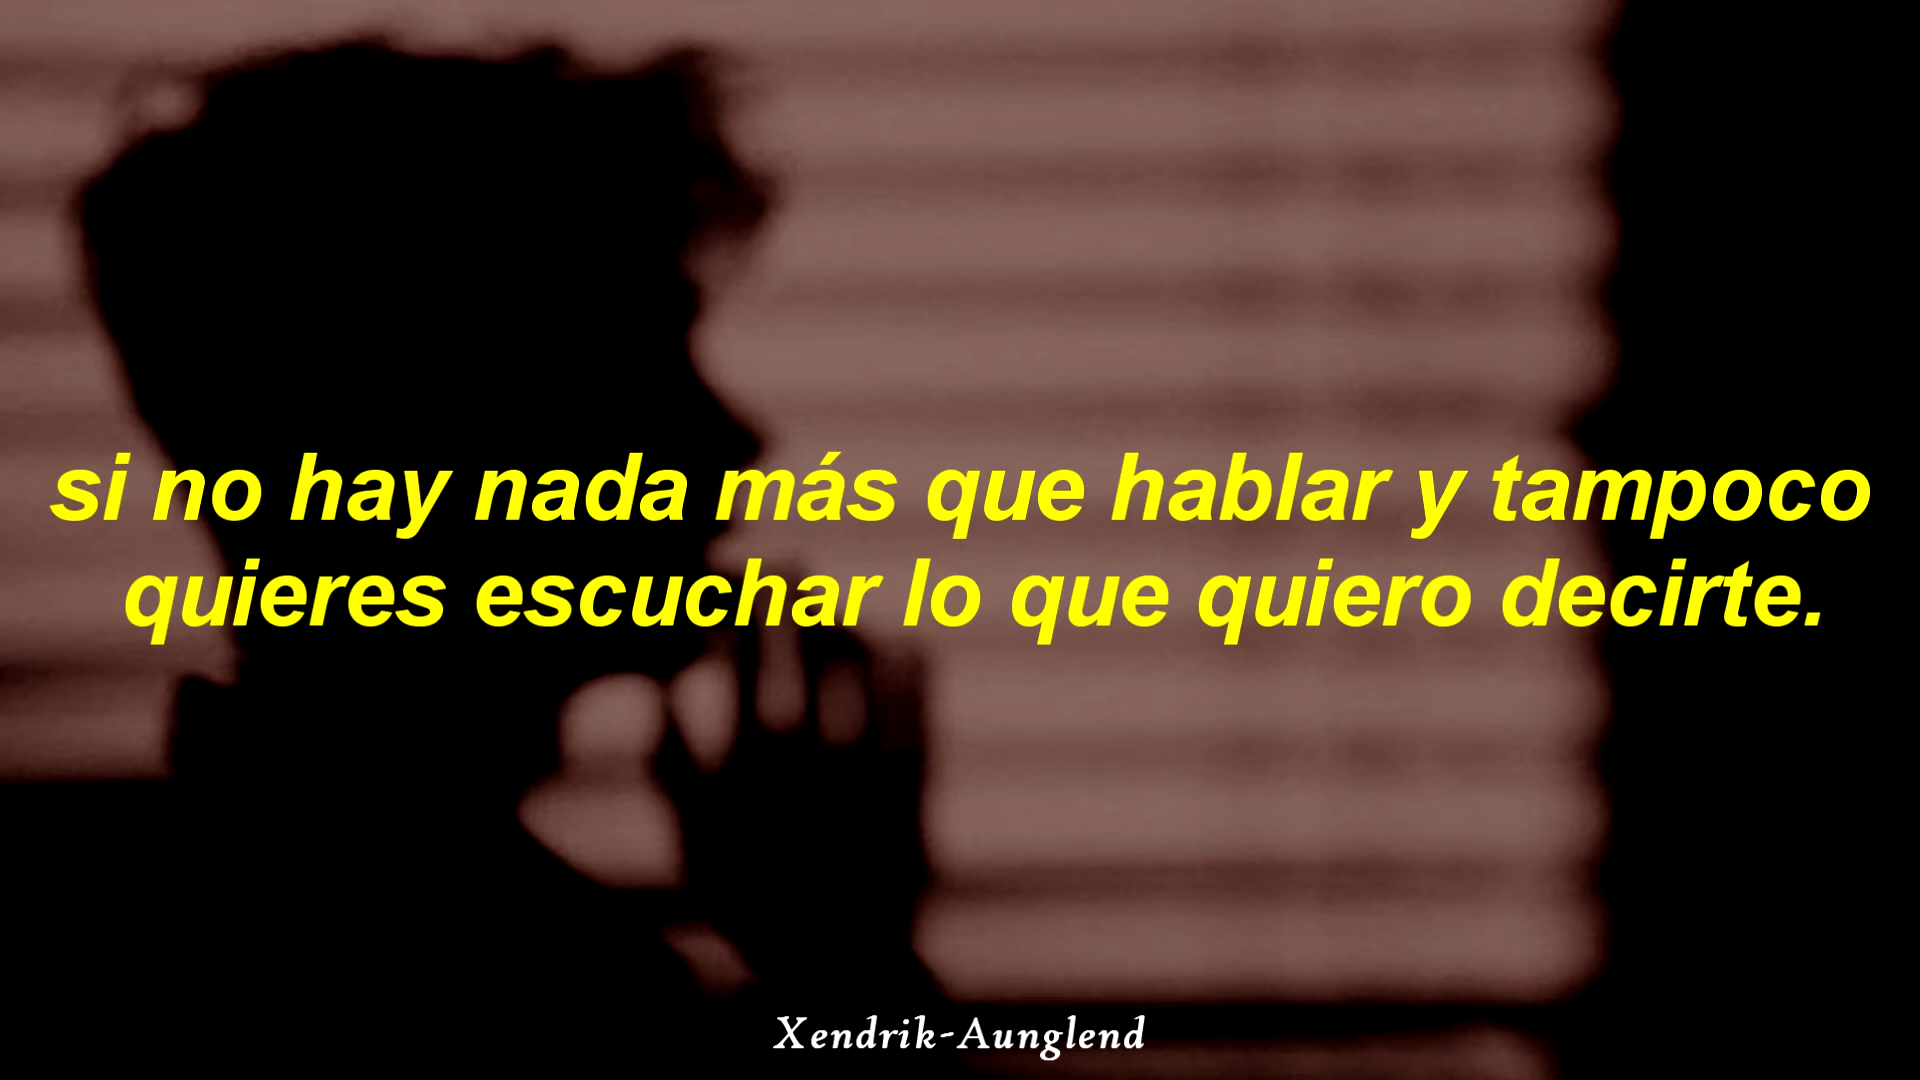 si no hay nada más que hablar y tampoco
quieres escuchar lo que quiero decirte.
Xendrik-Aunglend